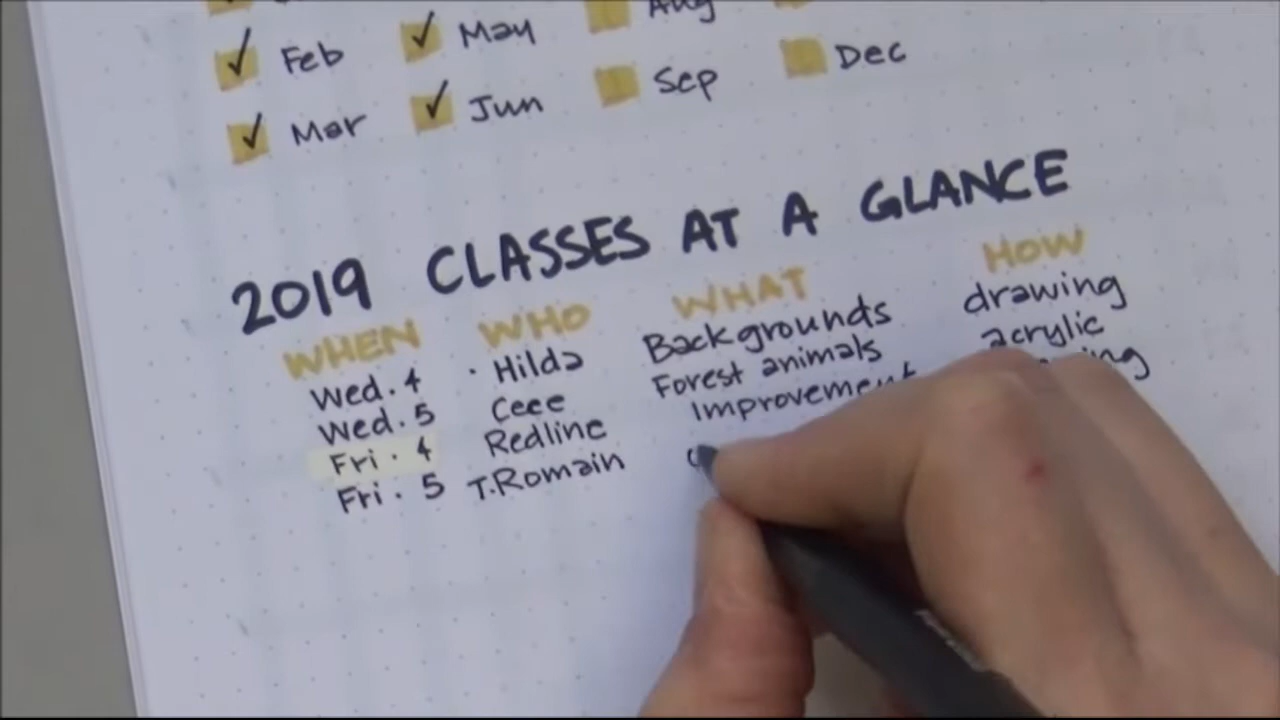 Aug
✓ Feb ✓ May
Dec
✓ Mar ✓ Jun Sep
2019 CLASSES AT A GLANCE
WHEN WHO WHAT HOW
Wed. 4 · Hilda Backgrounds drawing
Wed. 5 Ceee Forest animals acrylic
Fri · 4 Redline Improvement
Fri · 5 T.Romain